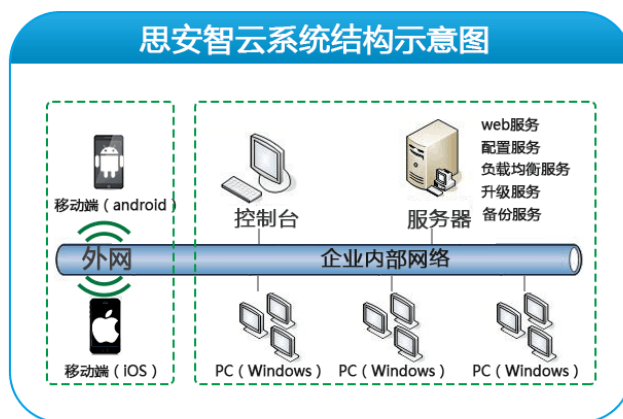 思安智云系统结构示意图
web服务
配置服务
负载均衡服务
升级服务
备份服务
移动端（android）
控制台
服务器
外网
企业内部网络
移动端（iOS）
PC（Windows）
PC（Windows）
PC（Windows）